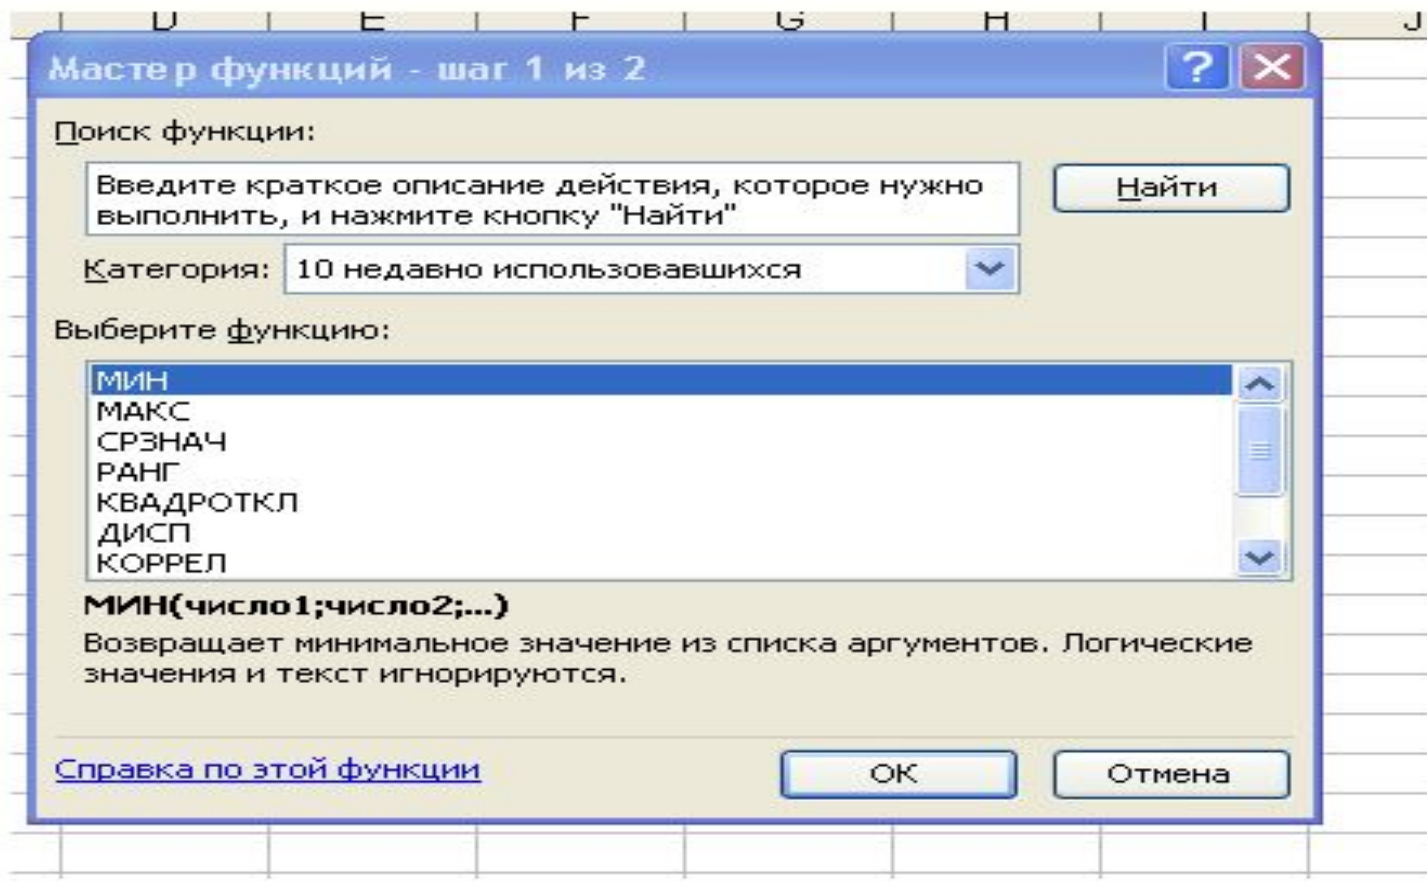 D E F G H I J
Мастер функций - шаг 1 из 2
Поиск функции:
Введите краткое описание действия, которое нужно
выполнить, и нажмите кнопку "Найти"
Найти
Категория: 10 недавно использовавшихся
Выберите функцию:
МИН
МАКС
СРЗНАЧ
РАНГ
КВАДРОТКЛ
ДИСП
КОРРЕЛ
МИН(число1;число2;...)
Возвращает минимальное значение из списка аргументов. Логические
значения и текст игнорируются.
Справка по этой функции
ОК
Отмена